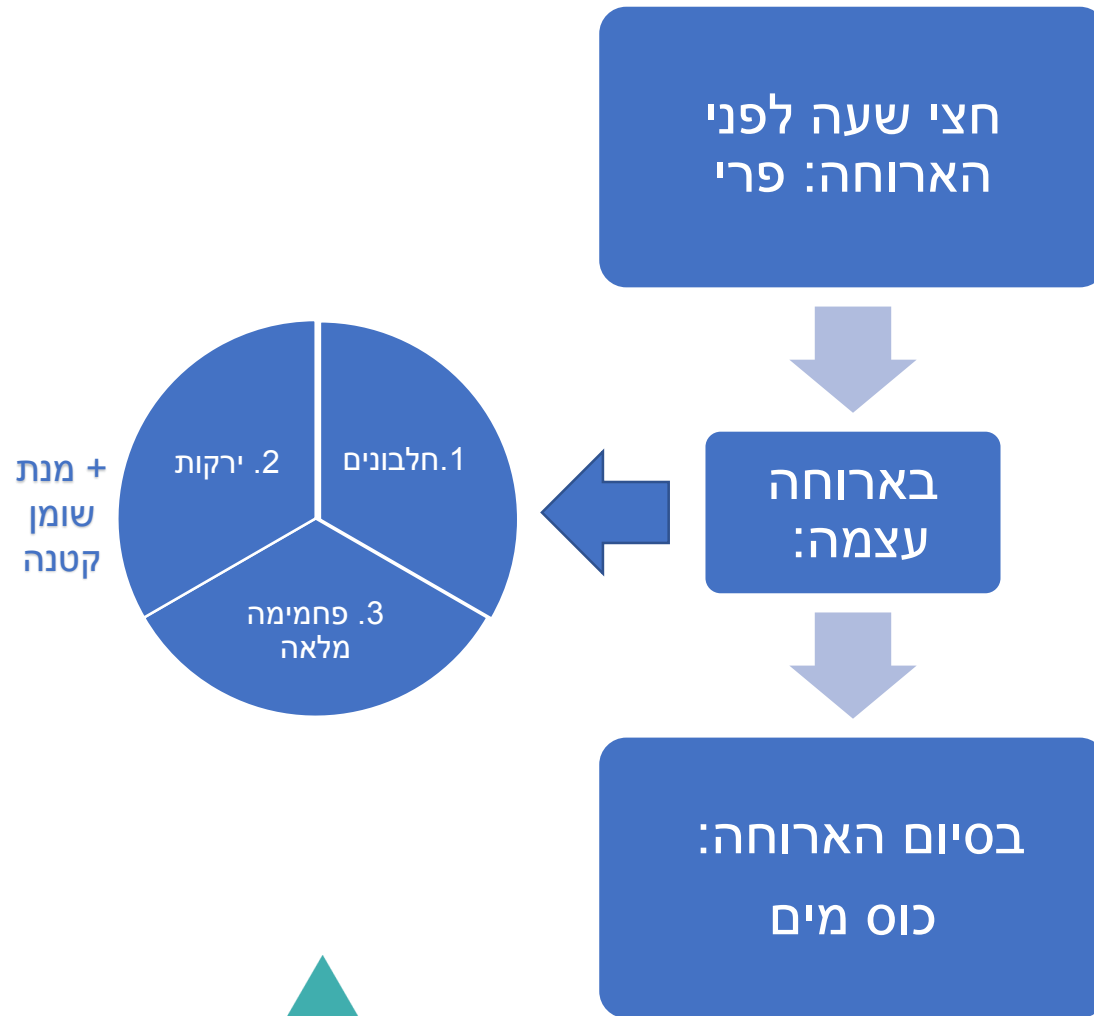 חצי שעה לפני
הארוחה: פרי
בארוחה
עצמה:
1.חלבונים
2. ירקות
3. פחמימה
מלאה
+ מנת
שומן
קטנה
בסיום הארוחה:
כוס מים